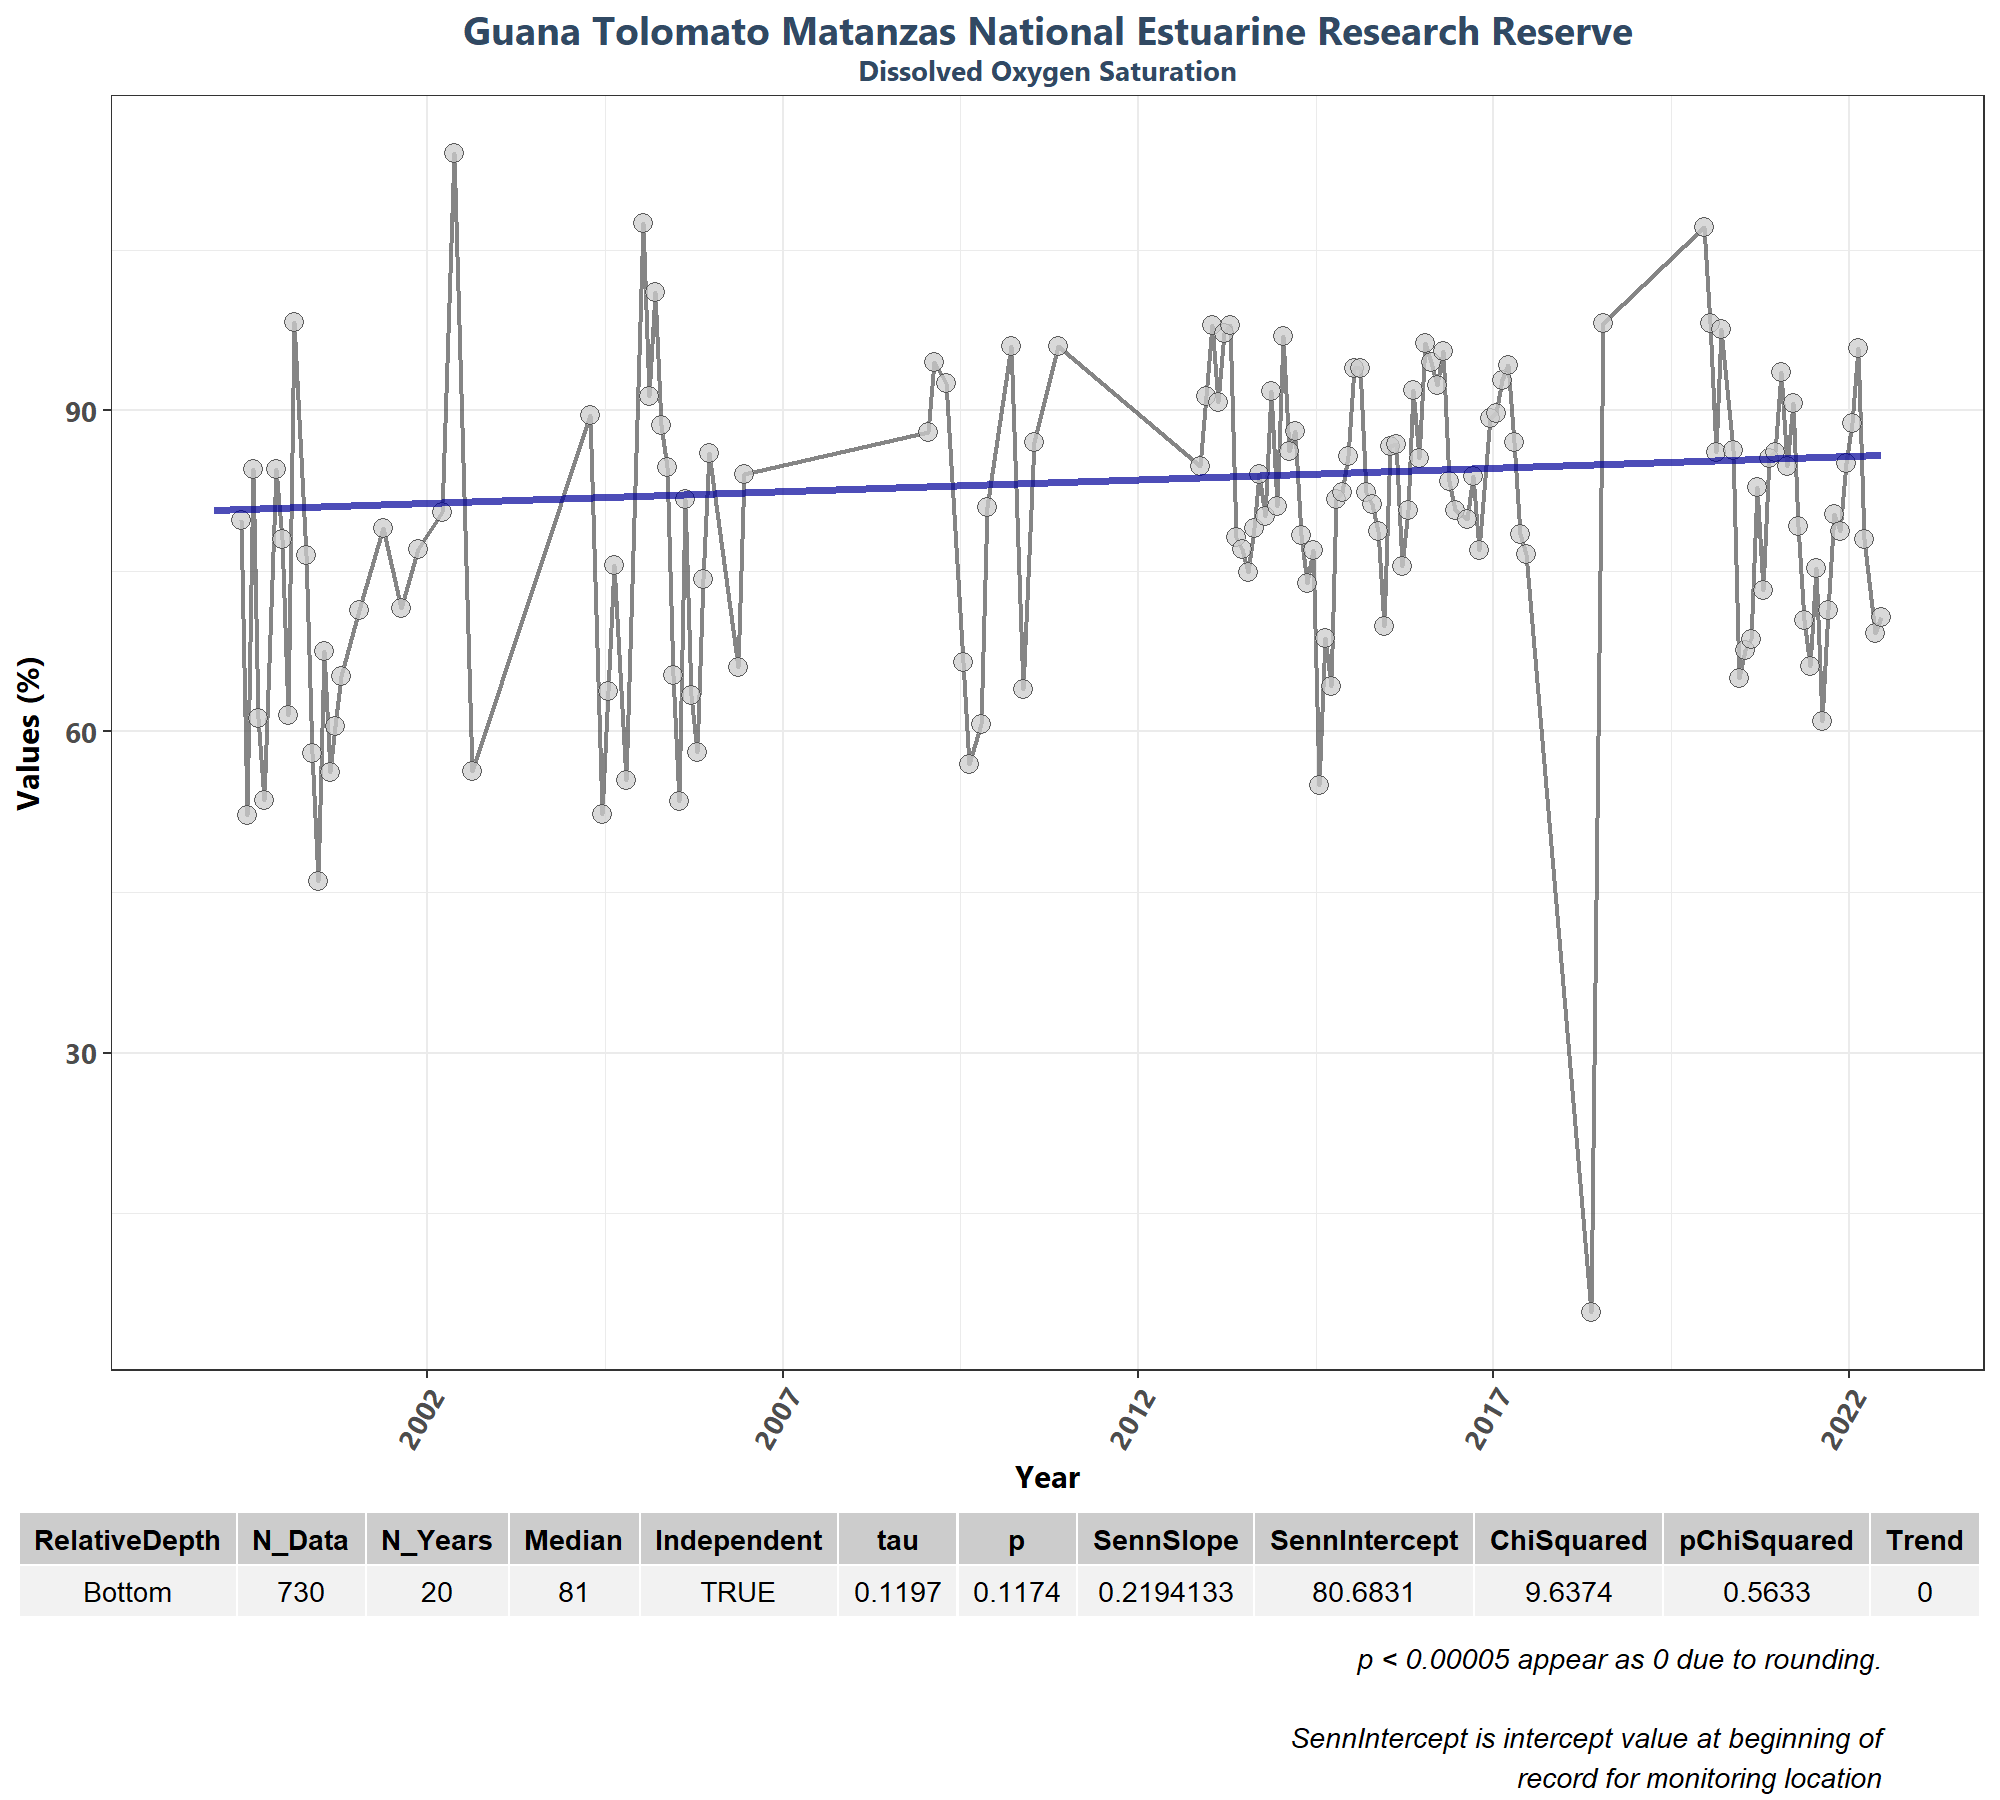 Guana Tolomato Matanzas National Estuarine Research Reserve
Dissolved Oxygen Saturation
Values (%)
90
60
30
2002 2007 2012 2017 2022
Year
RelativeDepth N_Data N_Years Median Independent tau p SennSlope SennIntercept ChiSquared pChiSquared Trend
Bottom 730 20 81 TRUE 0.1197 0.1174 0.2194133 80.6831 9.6374 0.5633 0
p < 0.00005 appear as 0 due to rounding.
SennIntercept is intercept value at beginning of
record for monitoring location